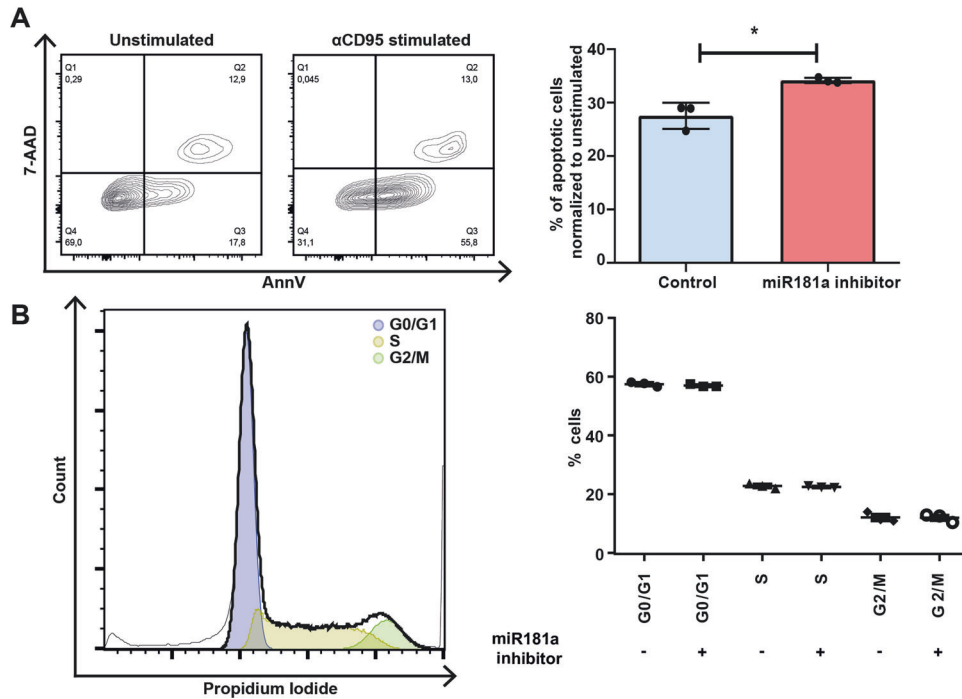 A
Unstimulated
αCD95 stimulated
Q1
0,29
Q2
12,9
Q4
69,0
Q3
17,8
Q1
0,045
Q2
13,0
Q4
31,1
Q3
55,8
7-AAD
AnnV
% of apoptotic cells
normalized to unstimulated
40
30
20
10
0
*
Control
miR181a inhibitor
B
G0/G1
S
G2/M
Count
Propidium Iodide
% cells
80
60
40
20
0
G0/G1
G0/G1
S
S
G2/M
G2/M
miR181a
inhibitor
- + - + - +